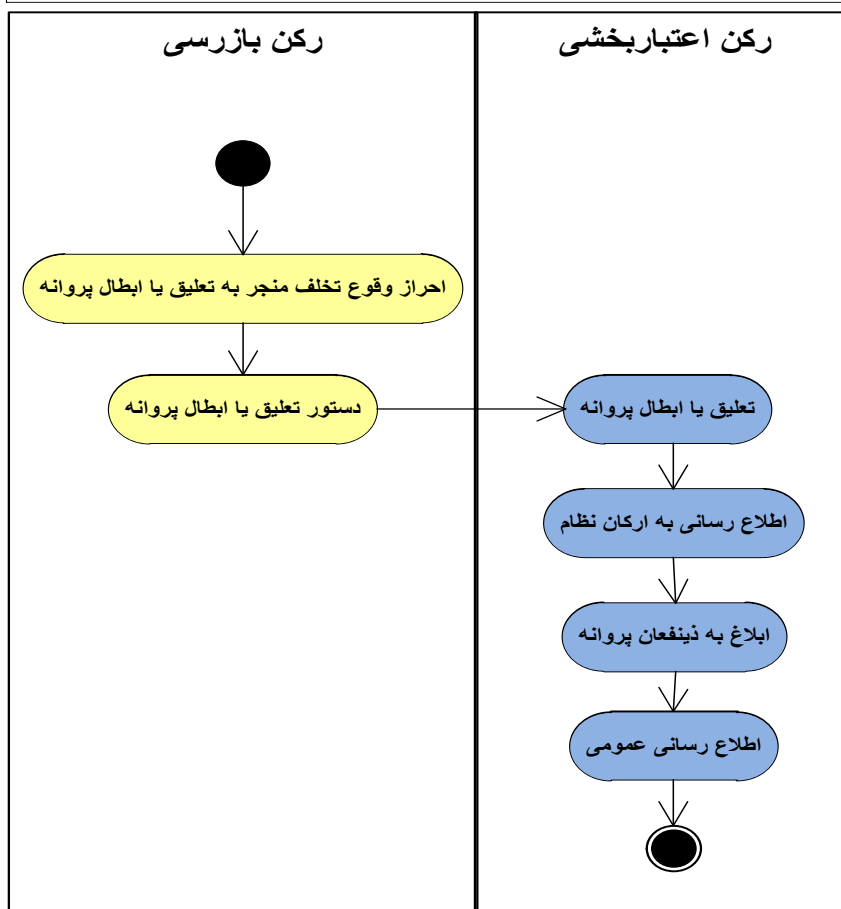 رکن اعتباربخشی
رکن بازرسی
احراز وقوع تخلف منجر به تعلیق یا ابطال پروانه
دستور تعلیق یا ابطال پروانه
تعلیق یا ابطال پروانه
اطلاع رسانی به ارکان نظام
ابلاغ به ذینفعان پروانه
اطلاع رسانی عمومی